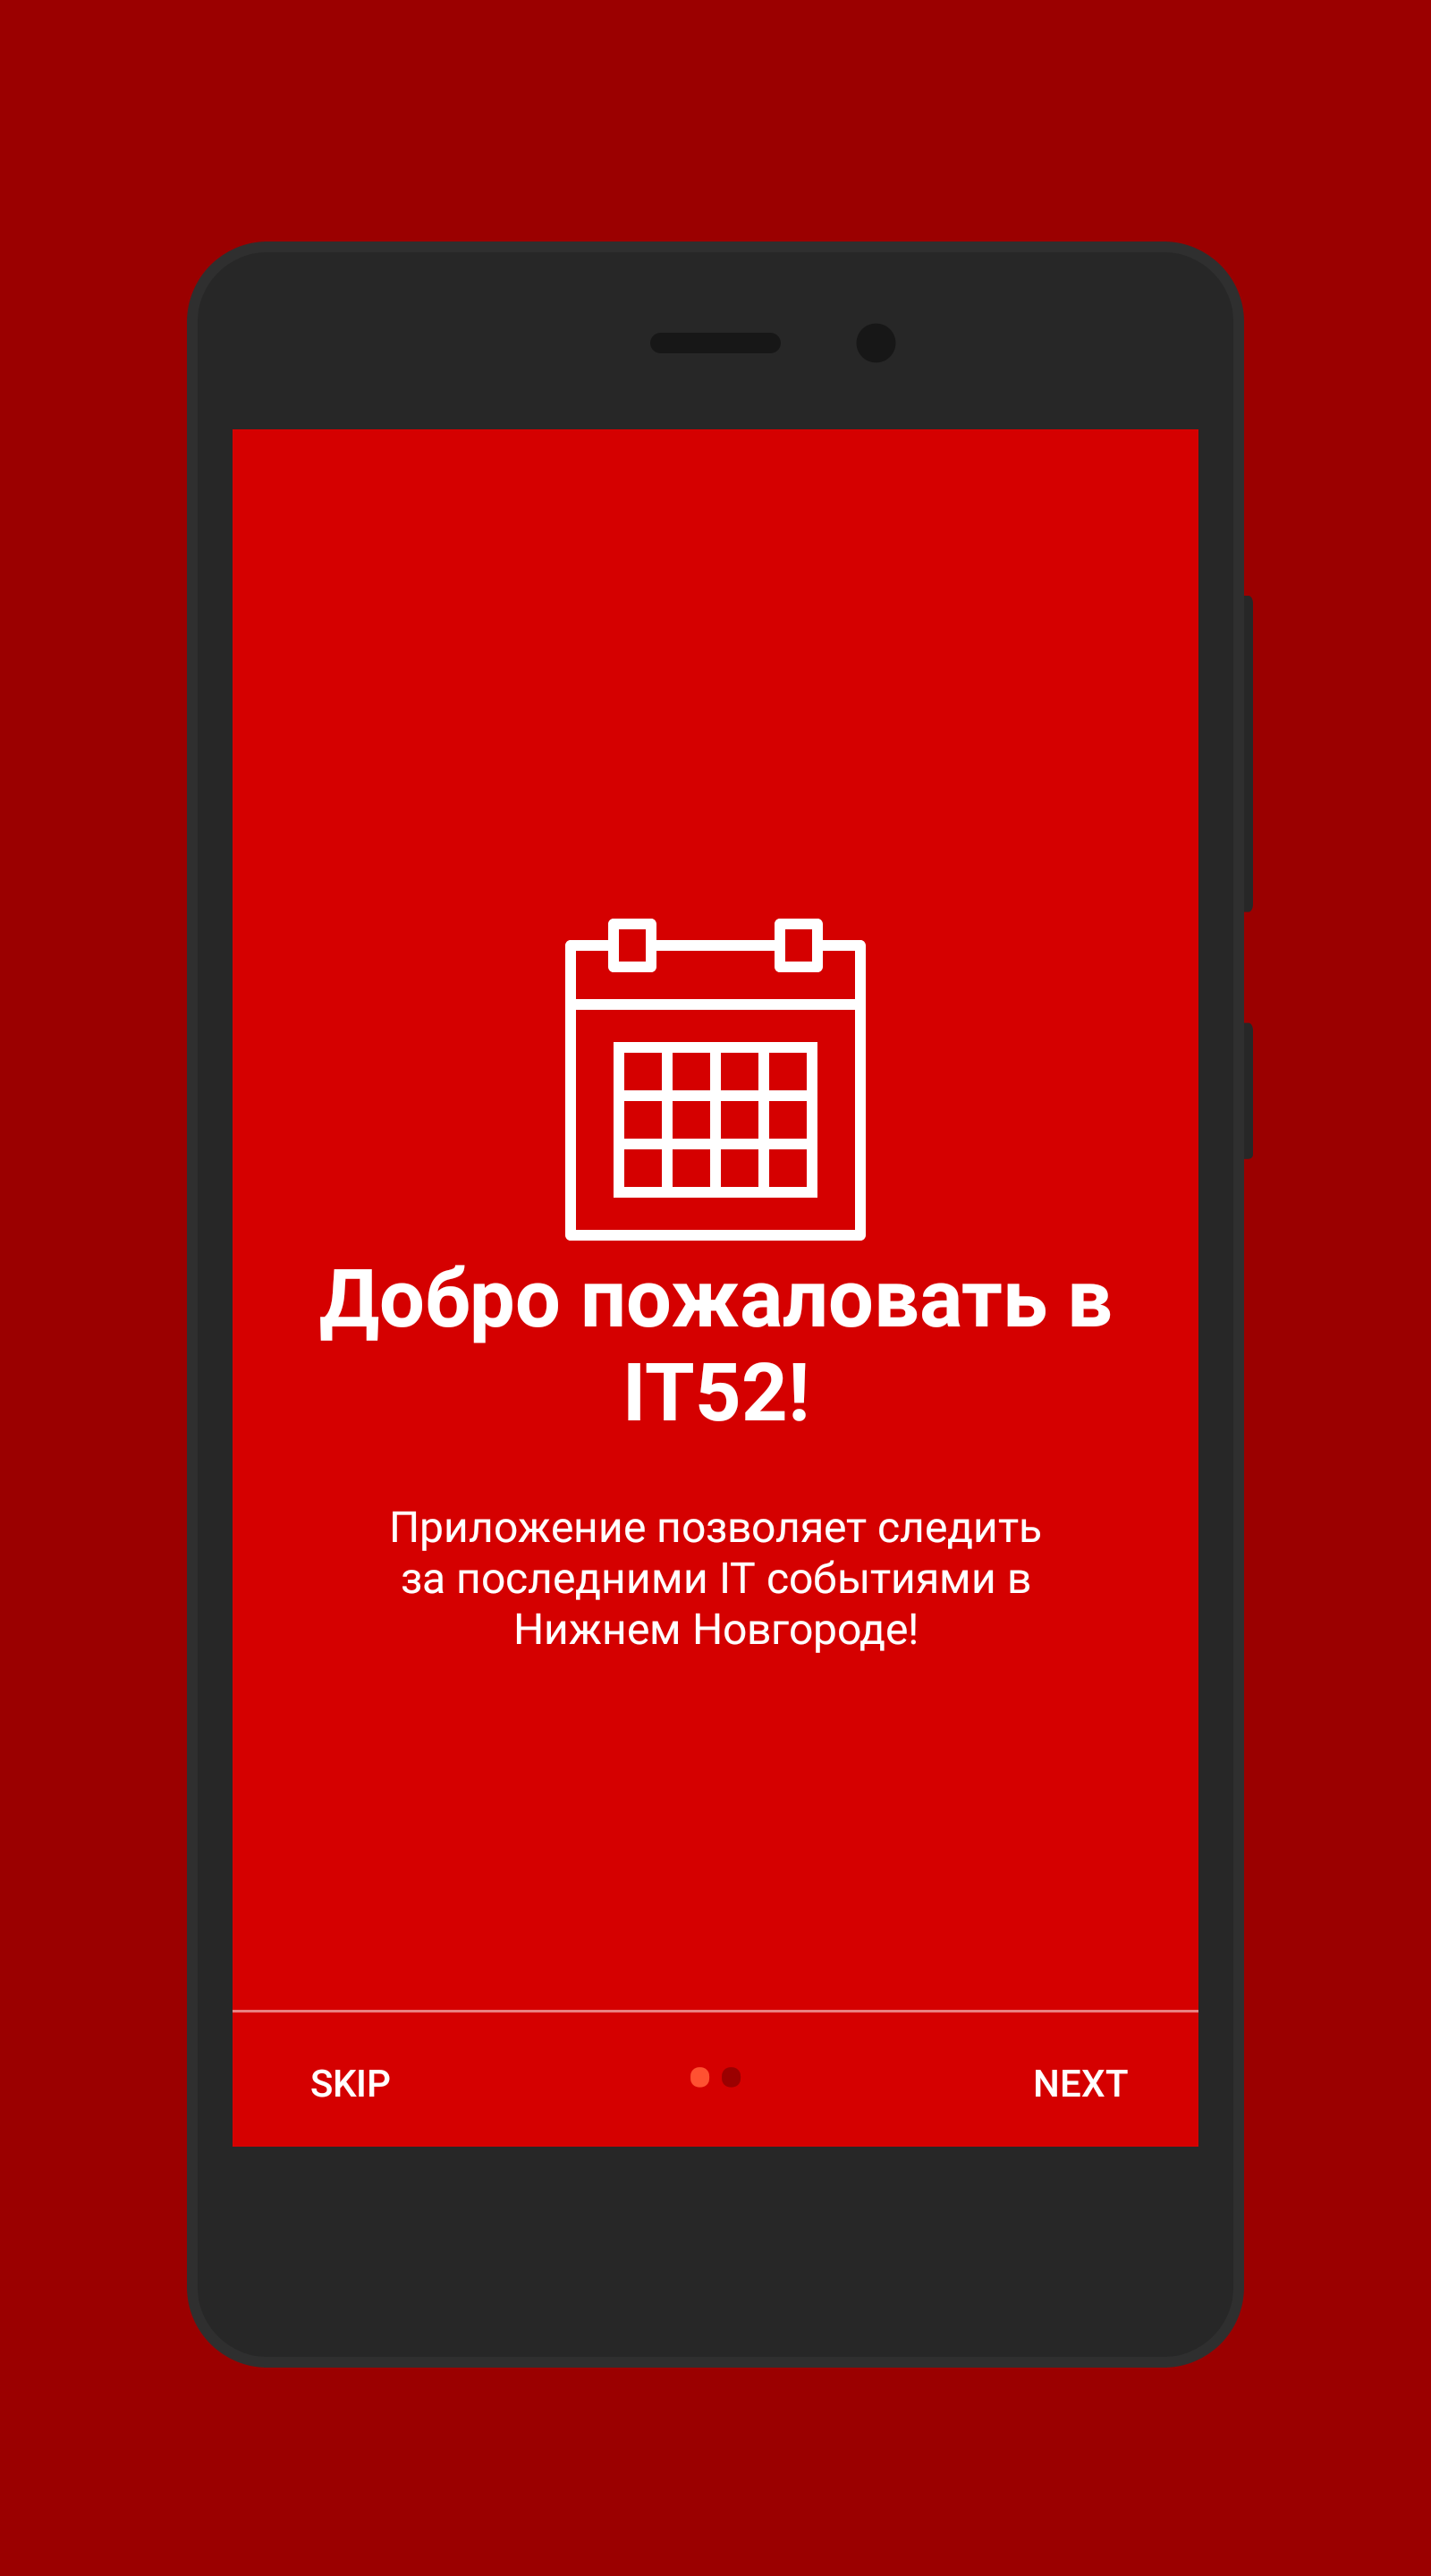 Добро пожаловать в
IT52!
Приложение позволяет следить
за последними IT событиями в
Нижнем Новгороде!
SKIP
NEXT